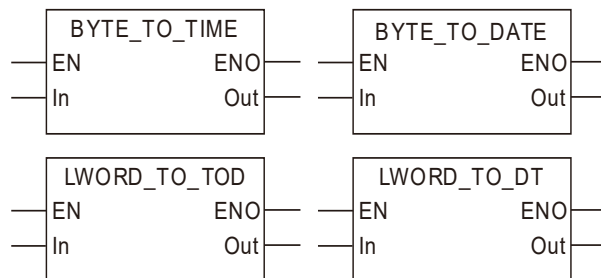 BYTE_TO_TIME
EN ENO
In Out
BYTE_TO_DATE
EN ENO
In Out
LWORD_TO_TOD
EN ENO
In Out
LWORD_TO_DT
EN ENO
In Out